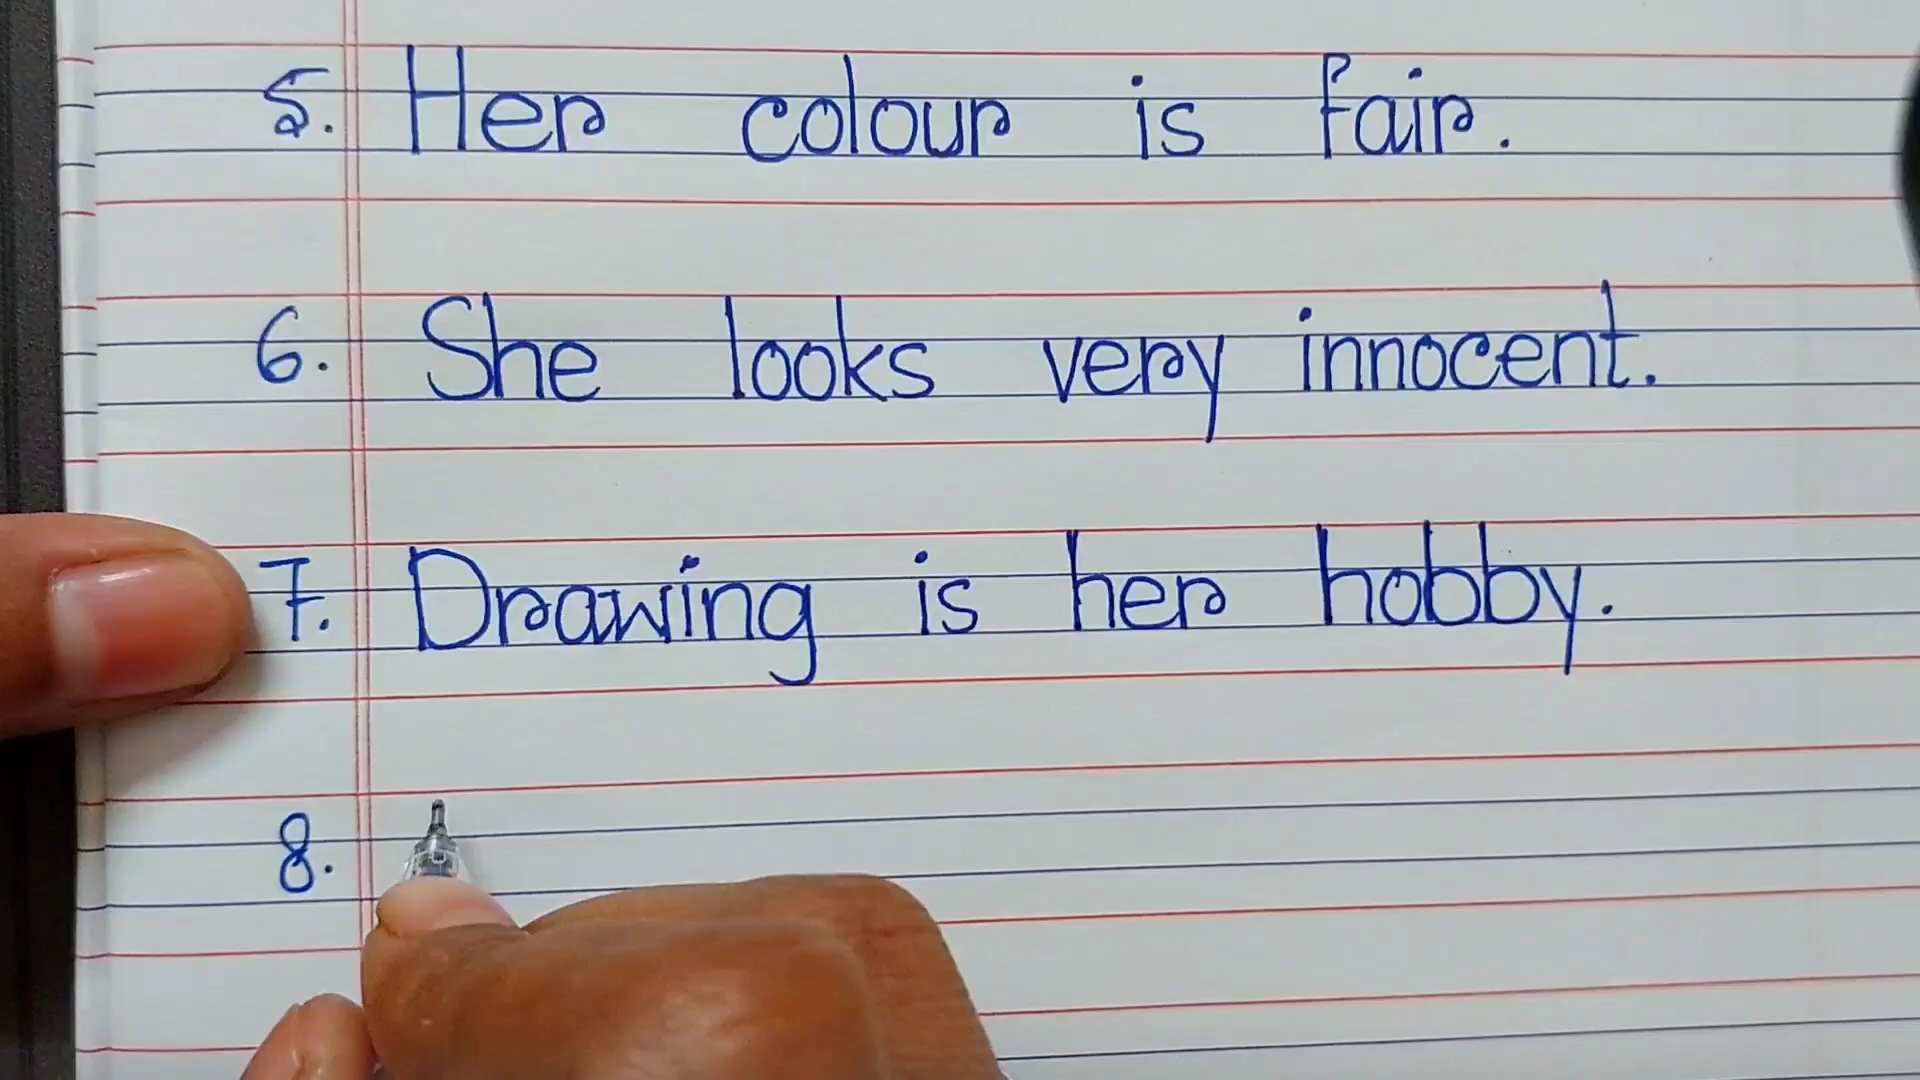 5. Her colour is fair.
6. She looks very innocent.
7. Drawing is her hobby.
8.